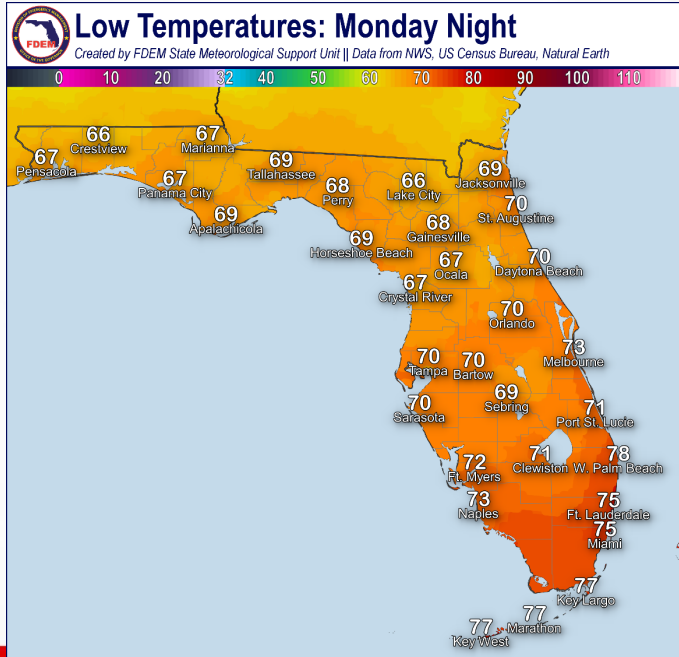 Low Temperatures: Monday Night
Created by FDEM State Meteorological Support Unit || Data from NWS, US Census Bureau, Natural Earth
FDEM
0 10 20 32 40 50 60 70 80 90 100 110
66
Crestview
67
Marianna
67
Pensacola
69
Tallahassee
67
Panama City
68
Perry
66
Lake City
69
Jacksonville
70
St. Augustine
69
Apalachicola
68
Gainesville
69
Horseshoe Beach
67
Ocala
70
Daytona Beach
67
Crystal River
70
Orlando
73
Melbourne
70
Tampa
70
Bartow
69
Sebring
70
Sarasota
71
Port St. Lucie
72
Ft. Myers
71
Clewiston
78
W. Palm Beach
73
Naples
75
Ft. Lauderdale
75
Miami
77
Key Largo
77
Marathon
77
Key West